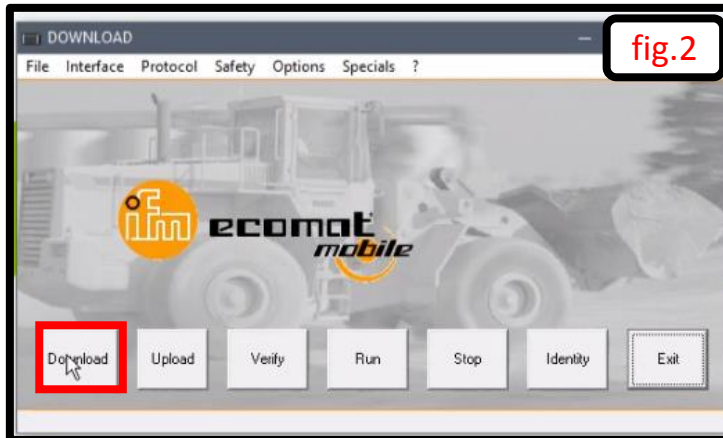 DOWNLOAD
fig.2
File Interface Protocol Safety Options Specials ?
ifm ecomat
mobile
Download Upload Verify Run Stop Identity Exit